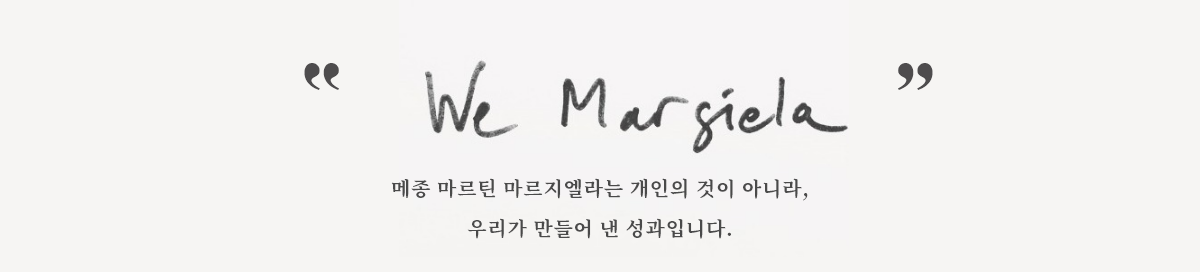 “ We Margiela ”
메종 마르틴 마르지엘라는 개인의 것이 아니라,
우리가 만들어 낸 성과입니다.